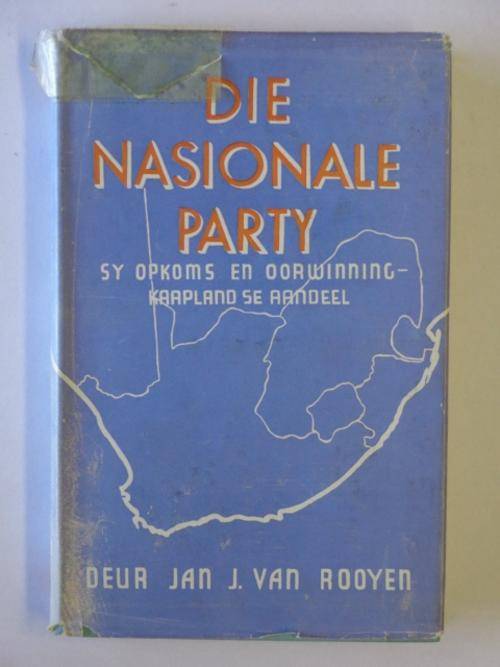 DIE
NASIONALE
PARTY
SY OPKOMS EN OORWINNING-
KAAPLAND SE AANDEEL
DEUR JAN J. VAN ROOYEN